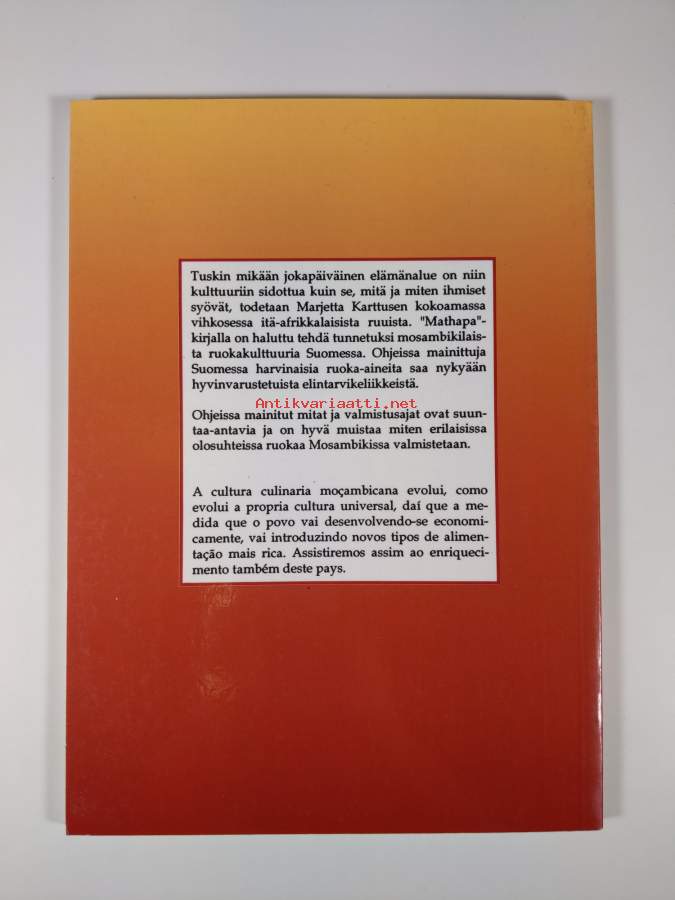 Tuskin mikään jokapäiväinen elämänalue on niin
kulttuuriin sidottua kuin se, mitä ja miten ihmiset
syövät, todetaan Marjetta Karttusen kokoamassa
vihkosessa itä-afrikkalaisista ruuista. "Mathapa"-
kirjalla on haluttu tehdä tunnetuksi mosambikilais-
ta ruokakulttuuria Suomessa. Ohjeissa mainittuja
Suomessa harvinaisia ruoka-aineita saa nykyään
hyvinvarustetuista elintarvikeliikkeistä.
Antikvariaatti.net
Ohjeissa mainitut mitat ja valmistusajat ovat suun-
taa-antavia ja on hyvä muistaa miten erilaisissa
olosuhteissa ruokaa Mosambikissa valmistetaan.
A cultura culinaria moçambicana evolui, como
evolui a propria cultura universal, daí que a me-
dida que o povo vai desenvolvendo-se economi-
camente, vai introduzindo novos tipos de alimen-
tação mais rica. Assistiremos assim ao enriqueci-
mento também deste pays.